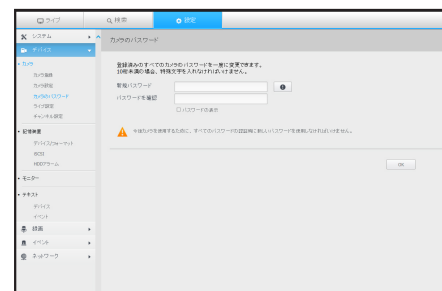 ライブ
検索
設定
システム
デバイス
• カメラ
カメラ登録
カメラ設定
カメラのパスワード
ライブ設定
チャンネル設定
• 記憶装置
デバイスとフォーマット
iSCSI
HDDアラーム
• モニター
• テキスト
デバイス
イベント
録画
イベント
ネットワーク
カメラのパスワード
登録済みのすべてのカメラのパスワードを一度に変更できます。
10桁未満の場合、特殊文字を入れなければいけません。
新規パスワード
パスワードを確認
パスワードの表示
OK